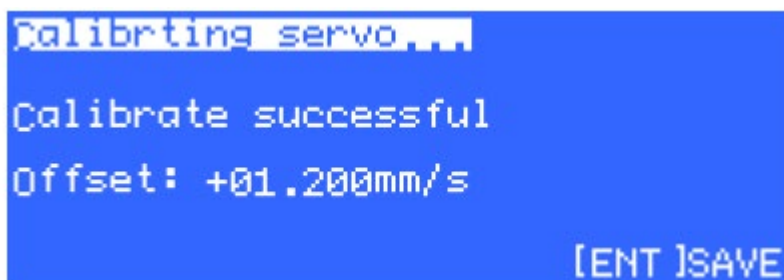 Calibrting servo...
Calibrate successful
Offset: +01.200mm/s
[ENT ]SAVE